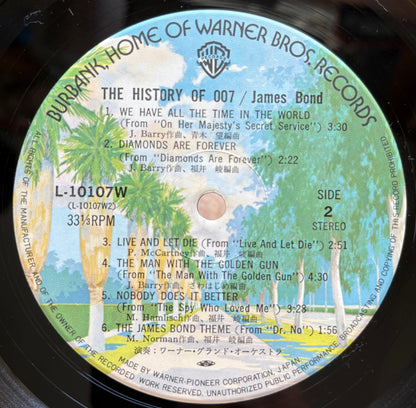 BURBANK, HOME OF WARNER BROS. RECORDS
THE HISTORY OF 007 / James Bond
1. WE HAVE ALL THE TIME IN THE WORLD
(From "On Her Majesty's Secret Service") 3:30
J. Barry作曲、青木 望編曲
2. DIAMONDS ARE FOREVER
(From "Diamonds Are Forever") 2:22
J. Barry作曲、福井 崚編曲
L-10107W
(L-10107W2)
33⅓RPM
SIDE
2
STEREO
3. LIVE AND LET DIE (From "Live And Let Die") 2:51
P. McCartney作曲、福井 崚編曲
4. THE MAN WITH THE GOLDEN GUN
(From "The Man With The Golden Gun") 4:30
J. Barry作曲、さわはじめ編曲
5. NOBODY DOES IT BETTER
(From "The Spy Who Loved Me") 2:28
M. Hamlisch作曲、福井 崚編曲
6. THE JAMES BOND THEME (From "Dr. No") 1:56
M. Norman作曲、福井 崚編曲
演奏：ワーナー・グランド・オーケストラ
MADE BY WARNER-PIONEER CORPORATION, JAPAN.
ALL RIGHTS OF THE MANUFACTURER, AND OF THE OWNER OF THE RECORDED WORK RESERVED. UNAUTHORIZED PUBLIC PERFORMANCE, BROADCASTING AND COPYING OF THIS RECORD PROHIBITED.